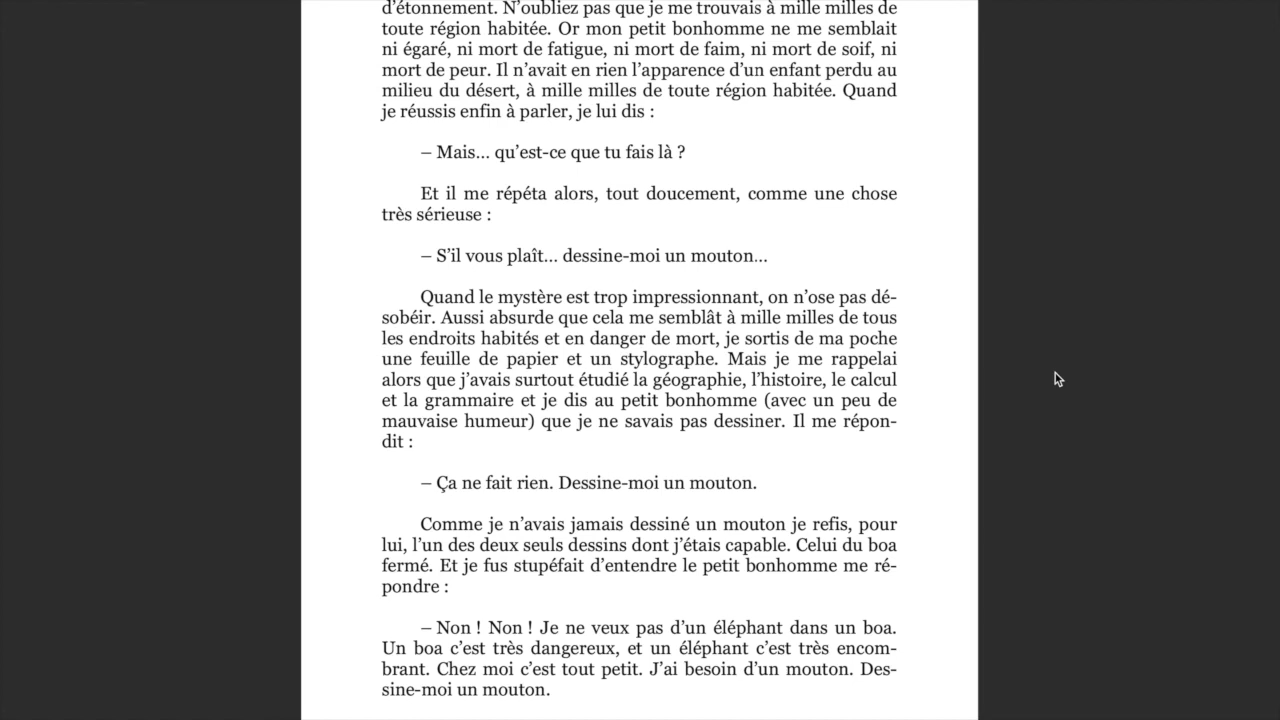 d’étonnement. N’oubliez pas que je me trouvais à mille milles de
toute région habitée. Or mon petit bonhomme ne me semblait
ni égaré, ni mort de fatigue, ni mort de faim, ni mort de soif, ni
mort de peur. Il n’avait en rien l’apparence d’un enfant perdu au
milieu du désert, à mille milles de toute région habitée. Quand
je réussis enfin à parler, je lui dis :
– Mais… qu’est-ce que tu fais là ?
Et il me répéta alors, tout doucement, comme une chose
très sérieuse :
– S’il vous plaît… dessine-moi un mouton…
Quand le mystère est trop impressionnant, on n’ose pas dé-
sobéir. Aussi absurde que cela me semblât à mille milles de tous
les endroits habités et en danger de mort, je sortis de ma poche
une feuille de papier et un stylographe. Mais je me rappelai
alors que j’avais surtout étudié la géographie, l’histoire, le calcul
et la grammaire et je dis au petit bonhomme (avec un peu de
mauvaise humeur) que je ne savais pas dessiner. Il me répon-
dit :
– Ça ne fait rien. Dessine-moi un mouton.
Comme je n’avais jamais dessiné un mouton je refis, pour
lui, l’un des deux seuls dessins dont j’étais capable. Celui du boa
fermé. Et je fus stupéfait d’entendre le petit bonhomme me ré-
pondre :
– Non ! Non ! Je ne veux pas d’un éléphant dans un boa.
Un boa c’est très dangereux, et un éléphant c’est très encom-
brant. Chez moi c’est tout petit. J’ai besoin d’un mouton. Des-
sine-moi un mouton.